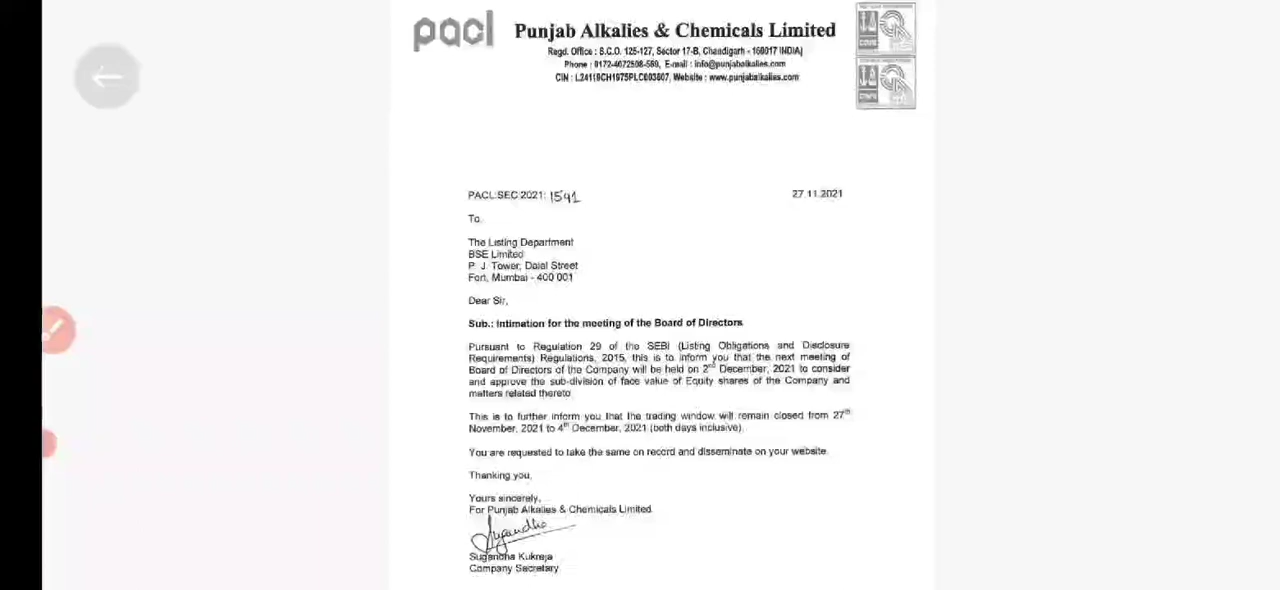 pacl
Punjab Alkalies & Chemicals Limited
Regd. Office : S.C.O. 125-127, Sector 17-B, Chandigarh - 160017 INDIA)
Phone : 0172-4072508-569, E-mail : info@punjabalkalies.com
CIN : L24119CH1975PLC003607, Website : www.punjabalkalies.com
PACL:SEC:2021: 1591
27.11.2021
To,
The Listing Department
BSE Limited
P. J. Tower, Dalal Street
Fort, Mumbai - 400 001
Dear Sir,
Sub.: Intimation for the meeting of the Board of Directors
Pursuant to Regulation 29 of the SEBI (Listing Obligations and Disclosure
Requirements) Regulations, 2015, this is to inform you that the next meeting of
Board of Directors of the Company will be held on 2nd December, 2021 to consider
and approve the sub-division of face value of Equity shares of the Company and
matters related thereto
This is to further inform you that the trading window will remain closed from 27th
November, 2021 to 4th December, 2021 (both days inclusive).
You are requested to take the same on record and disseminate on your website.
Thanking you,
Yours sincerely,
For Punjab Alkalies & Chemicals Limited
Sugandha
Sugandha Kukreja
Company Secretary